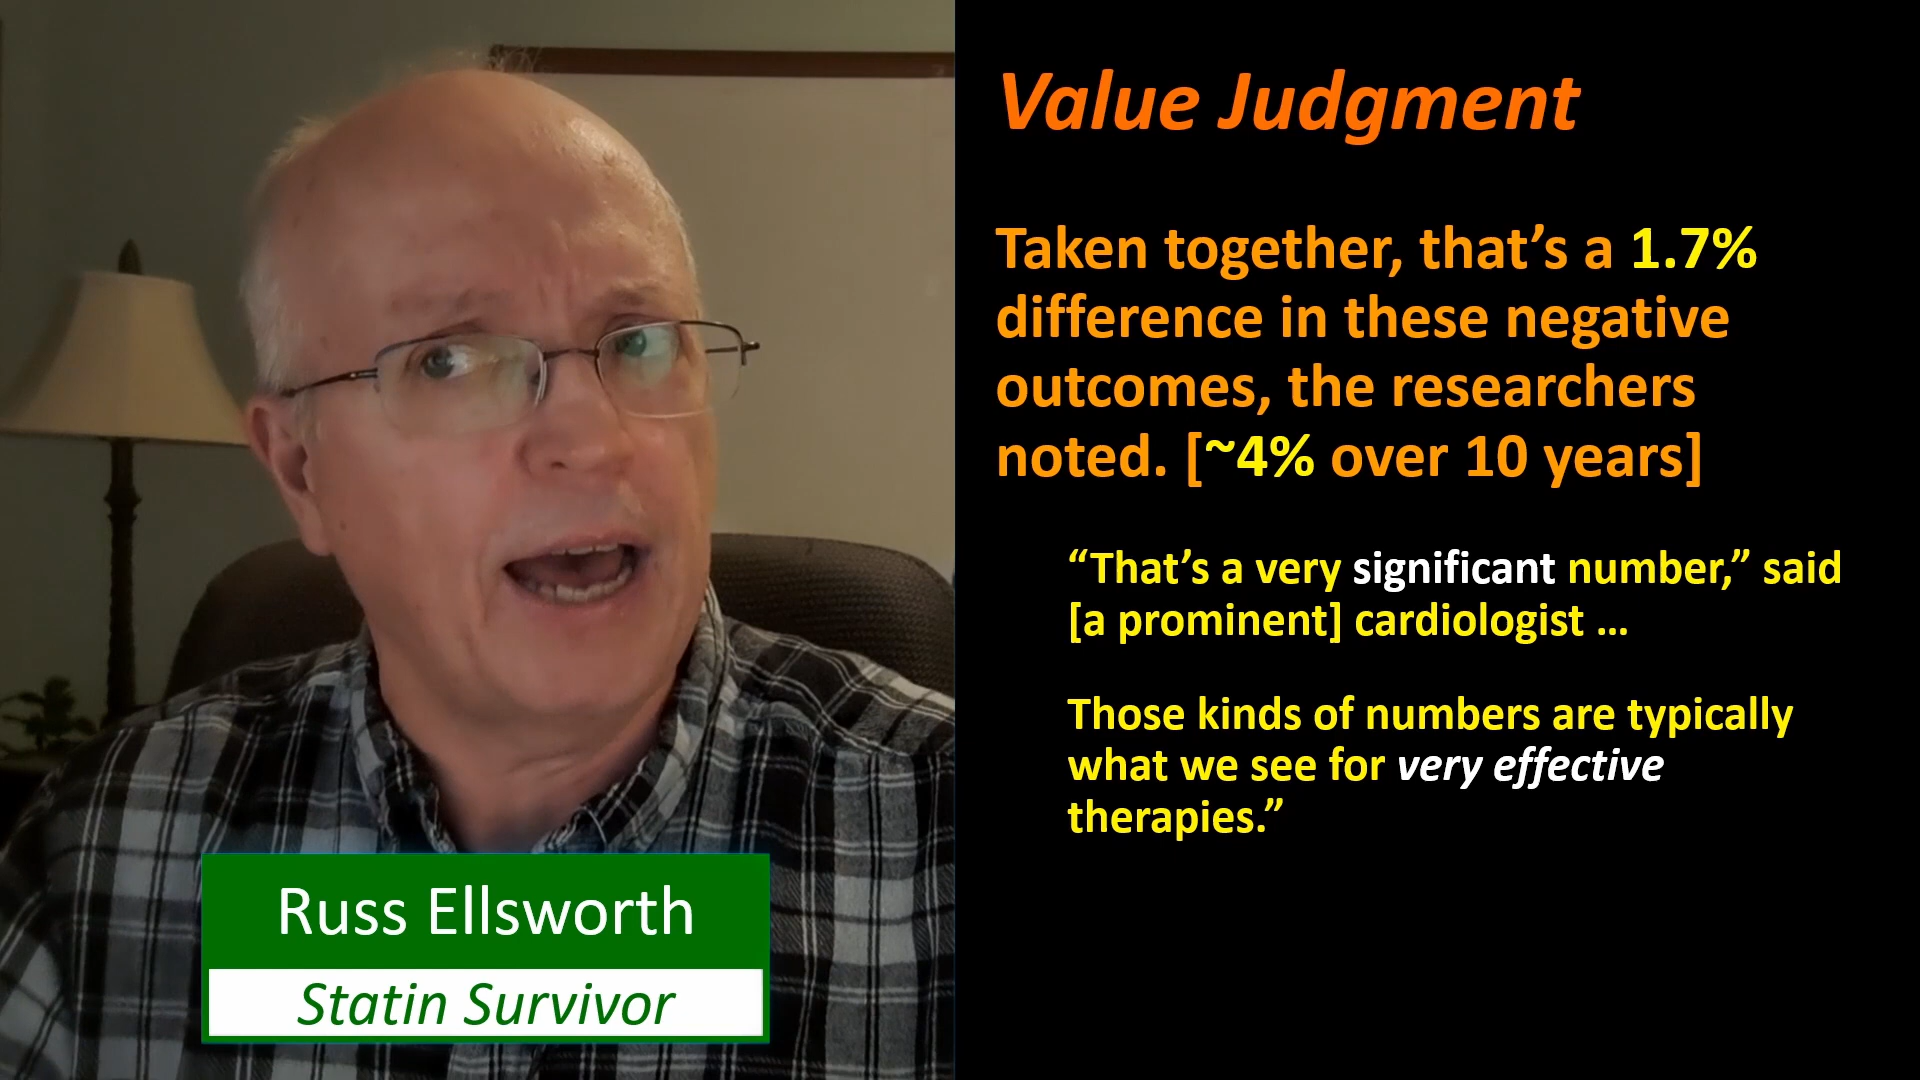 Value Judgment
Taken together, that’s a 1.7%
difference in these negative
outcomes, the researchers
noted. [~4% over 10 years]
“That’s a very significant number,” said
[a prominent] cardiologist …
Those kinds of numbers are typically
what we see for very effective
therapies.”
Russ Ellsworth
Statin Survivor